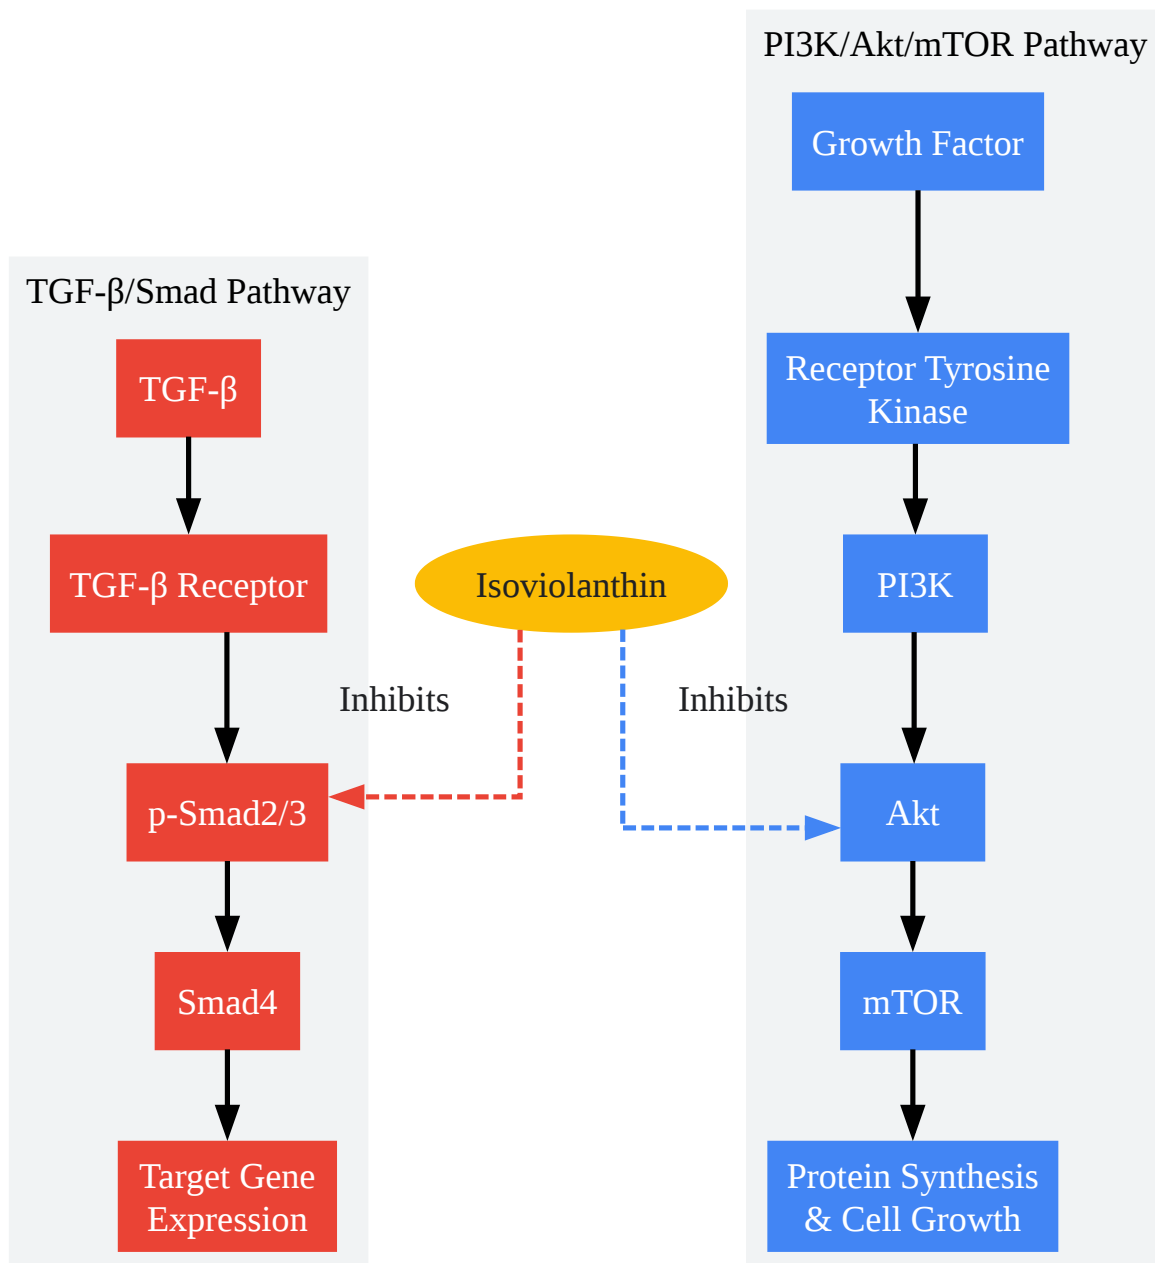 PI3K/Akt/mTOR Pathway
Growth Factor
Receptor Tyrosine
Kinase
PI3K
Akt
mTOR
Protein Synthesis
& Cell Growth
TGF-β/Smad Pathway
TGF-β
TGF-β Receptor
p-Smad2/3
Smad4
Target Gene
Expression
Isoviolanthin
Inhibits
Inhibits